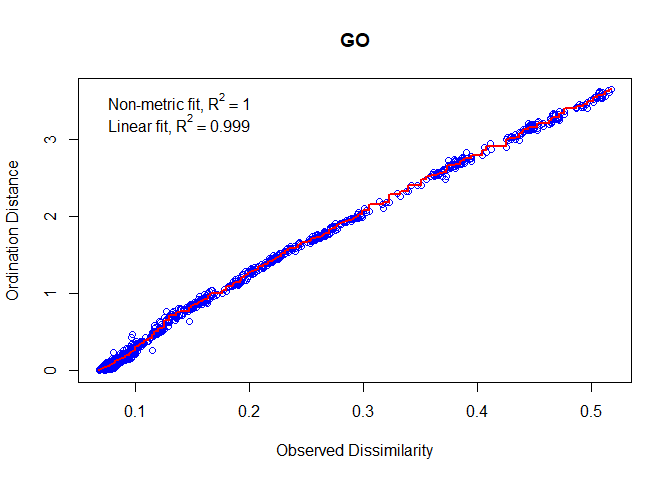 GO
Non-metric fit, R² = 1
Linear fit, R² = 0.999
Ordination Distance
3
2
1
0
0.1 0.2 0.3 0.4 0.5
Observed Dissimilarity